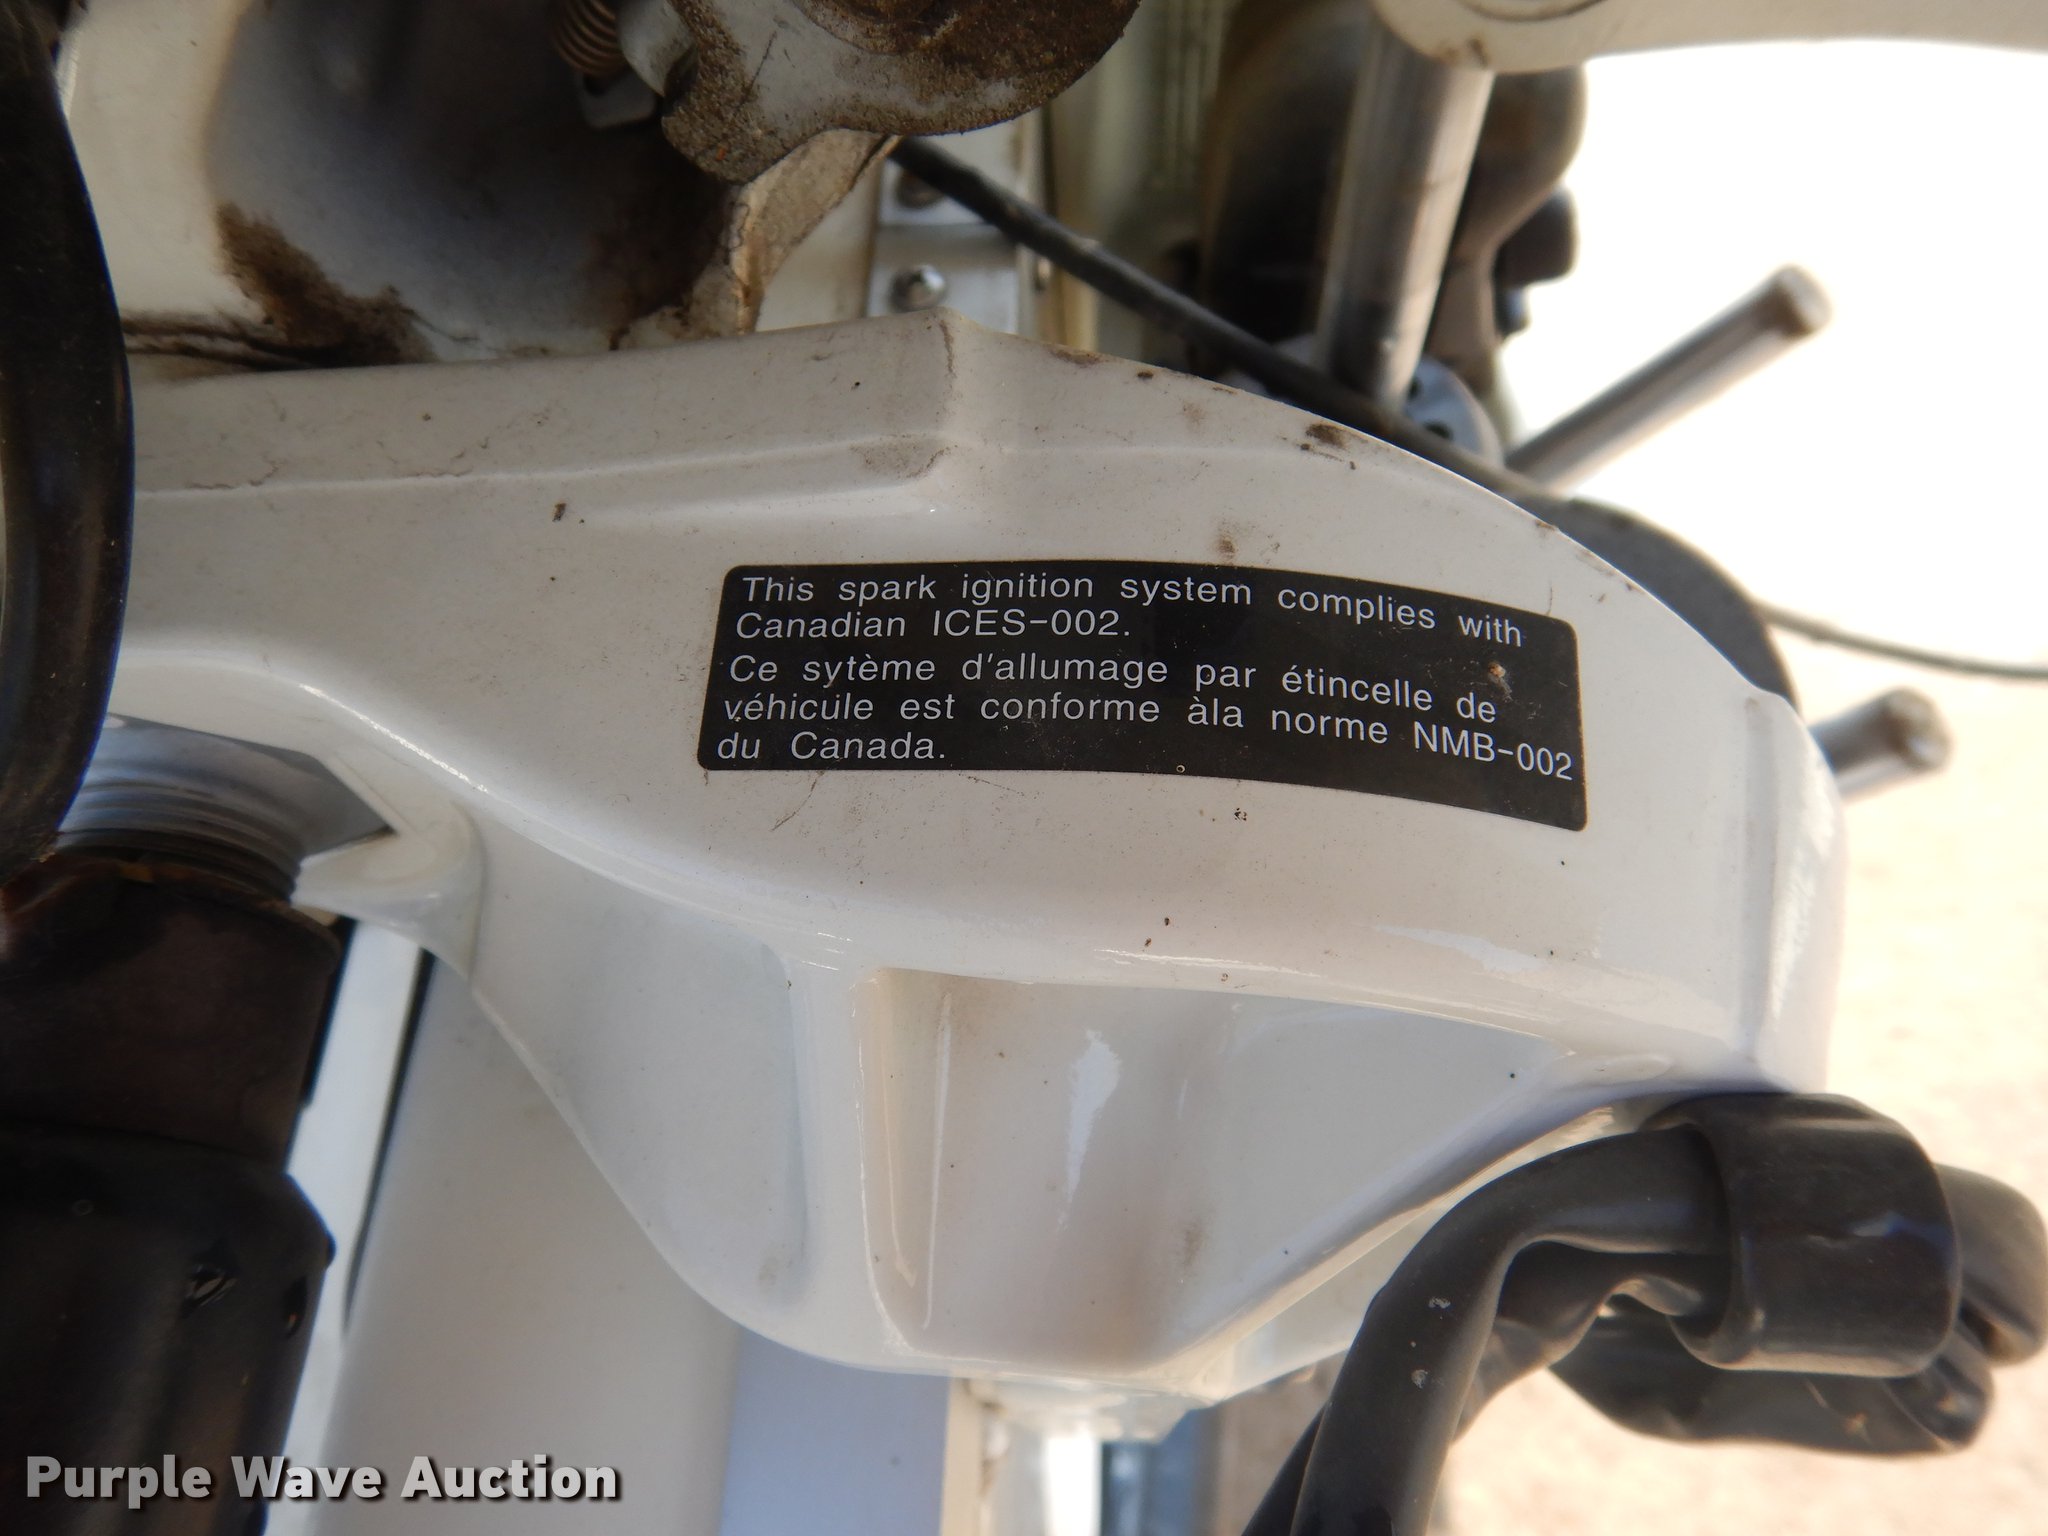 This spark ignition system complies with
Canadian ICES-002.
Ce sytème d'allumage par étincelle de
véhicule est conforme àla norme NMB-002
du Canada.
Purple Wave Auction